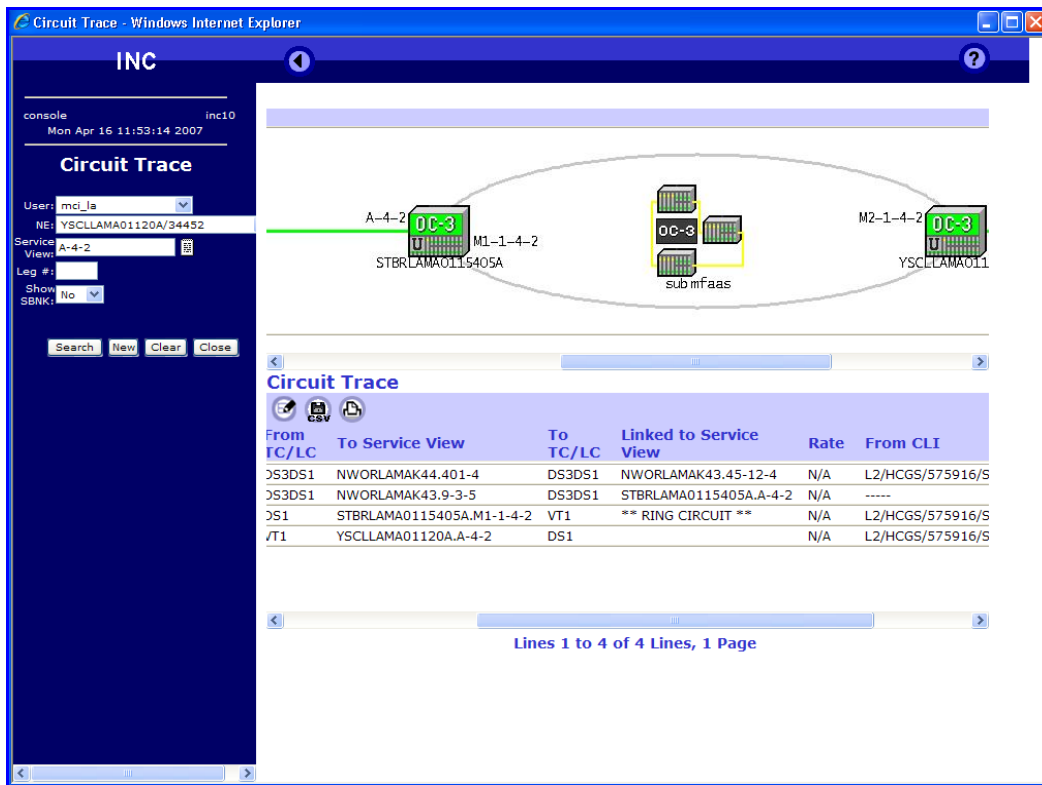 Circuit Trace - Windows Internet Explorer
INC
?
console inc10
Mon Apr 16 11:53:14 2007
Circuit Trace
User: mci_la
NE: YSCLLAMA01120A/34452
Service View: A-4-2
Leg #:
Show SBNK: No
Search New Clear Close
A-4-2
OC-3
U
M1-1-4-2
STBRLAMA0115405A
OC-3
submfaas
M2-1-4-2
OC-3
U
YSCLLAMA011
Circuit Trace
CSV
From TC/LC To Service View To TC/LC Linked to Service View Rate From CLI
DS3DS1 NWORLAMAK44.401-4 DS3DS1 NWORLAMAK43.45-12-4 N/A L2/HCGS/575916/S
DS3DS1 NWORLAMAK43.9-3-5 DS3DS1 STBRLAMA0115405A.A-4-2 N/A -----
DS1 STBRLAMA0115405A.M1-1-4-2 VT1 ** RING CIRCUIT ** N/A L2/HCGS/575916/S
VT1 YSCLLAMA01120A.A-4-2 DS1 N/A L2/HCGS/575916/S
Lines 1 to 4 of 4 Lines, 1 Page